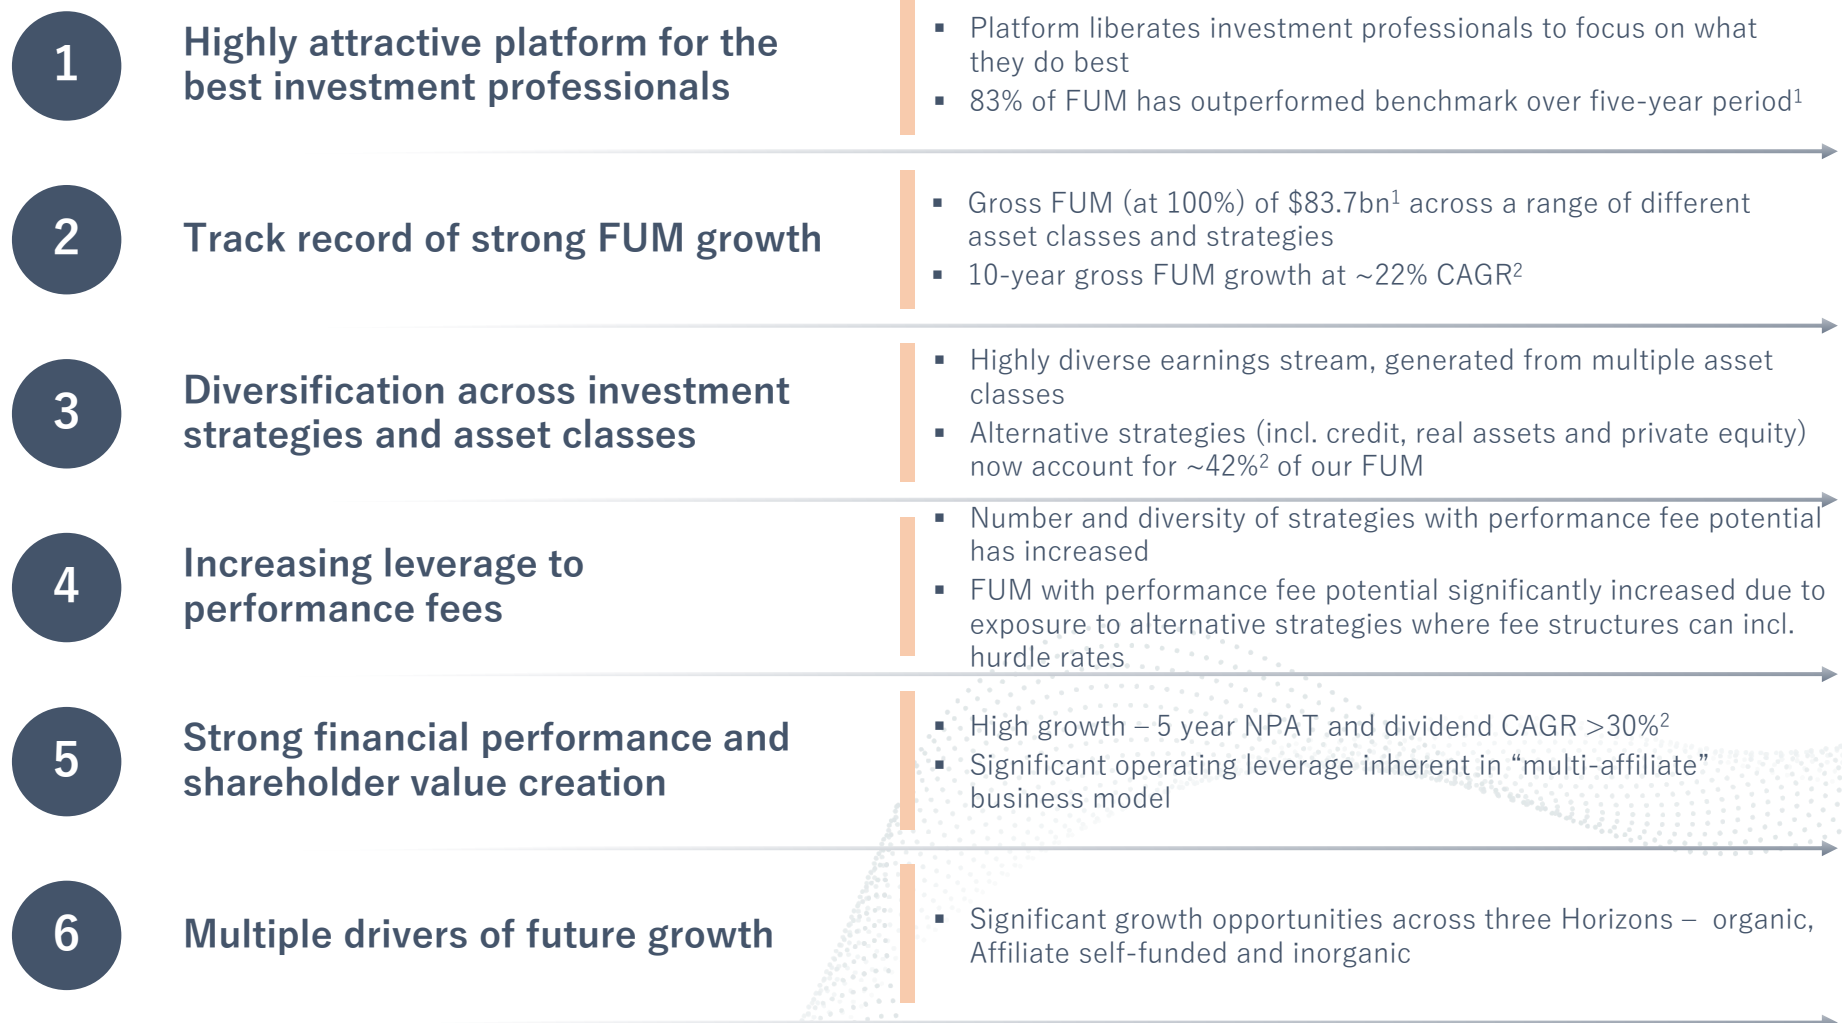 1
Highly attractive platform for the
best investment professionals
▪ Platform liberates investment professionals to focus on what
they do best
▪ 83% of FUM has outperformed benchmark over five-year period¹
2
Track record of strong FUM growth
▪ Gross FUM (at 100%) of $83.7bn¹ across a range of different
asset classes and strategies
▪ 10-year gross FUM growth at ~22% CAGR²
3
Diversification across investment
strategies and asset classes
▪ Highly diverse earnings stream, generated from multiple asset
classes
▪ Alternative strategies (incl. credit, real assets and private equity)
now account for ~42%² of our FUM
4
Increasing leverage to
performance fees
▪ Number and diversity of strategies with performance fee potential
has increased
▪ FUM with performance fee potential significantly increased due to
exposure to alternative strategies where fee structures can incl.
hurdle rates
5
Strong financial performance and
shareholder value creation
▪ High growth – 5 year NPAT and dividend CAGR >30%²
▪ Significant operating leverage inherent in “multi-affiliate”
business model
6
Multiple drivers of future growth
▪ Significant growth opportunities across three Horizons – organic,
Affiliate self-funded and inorganic